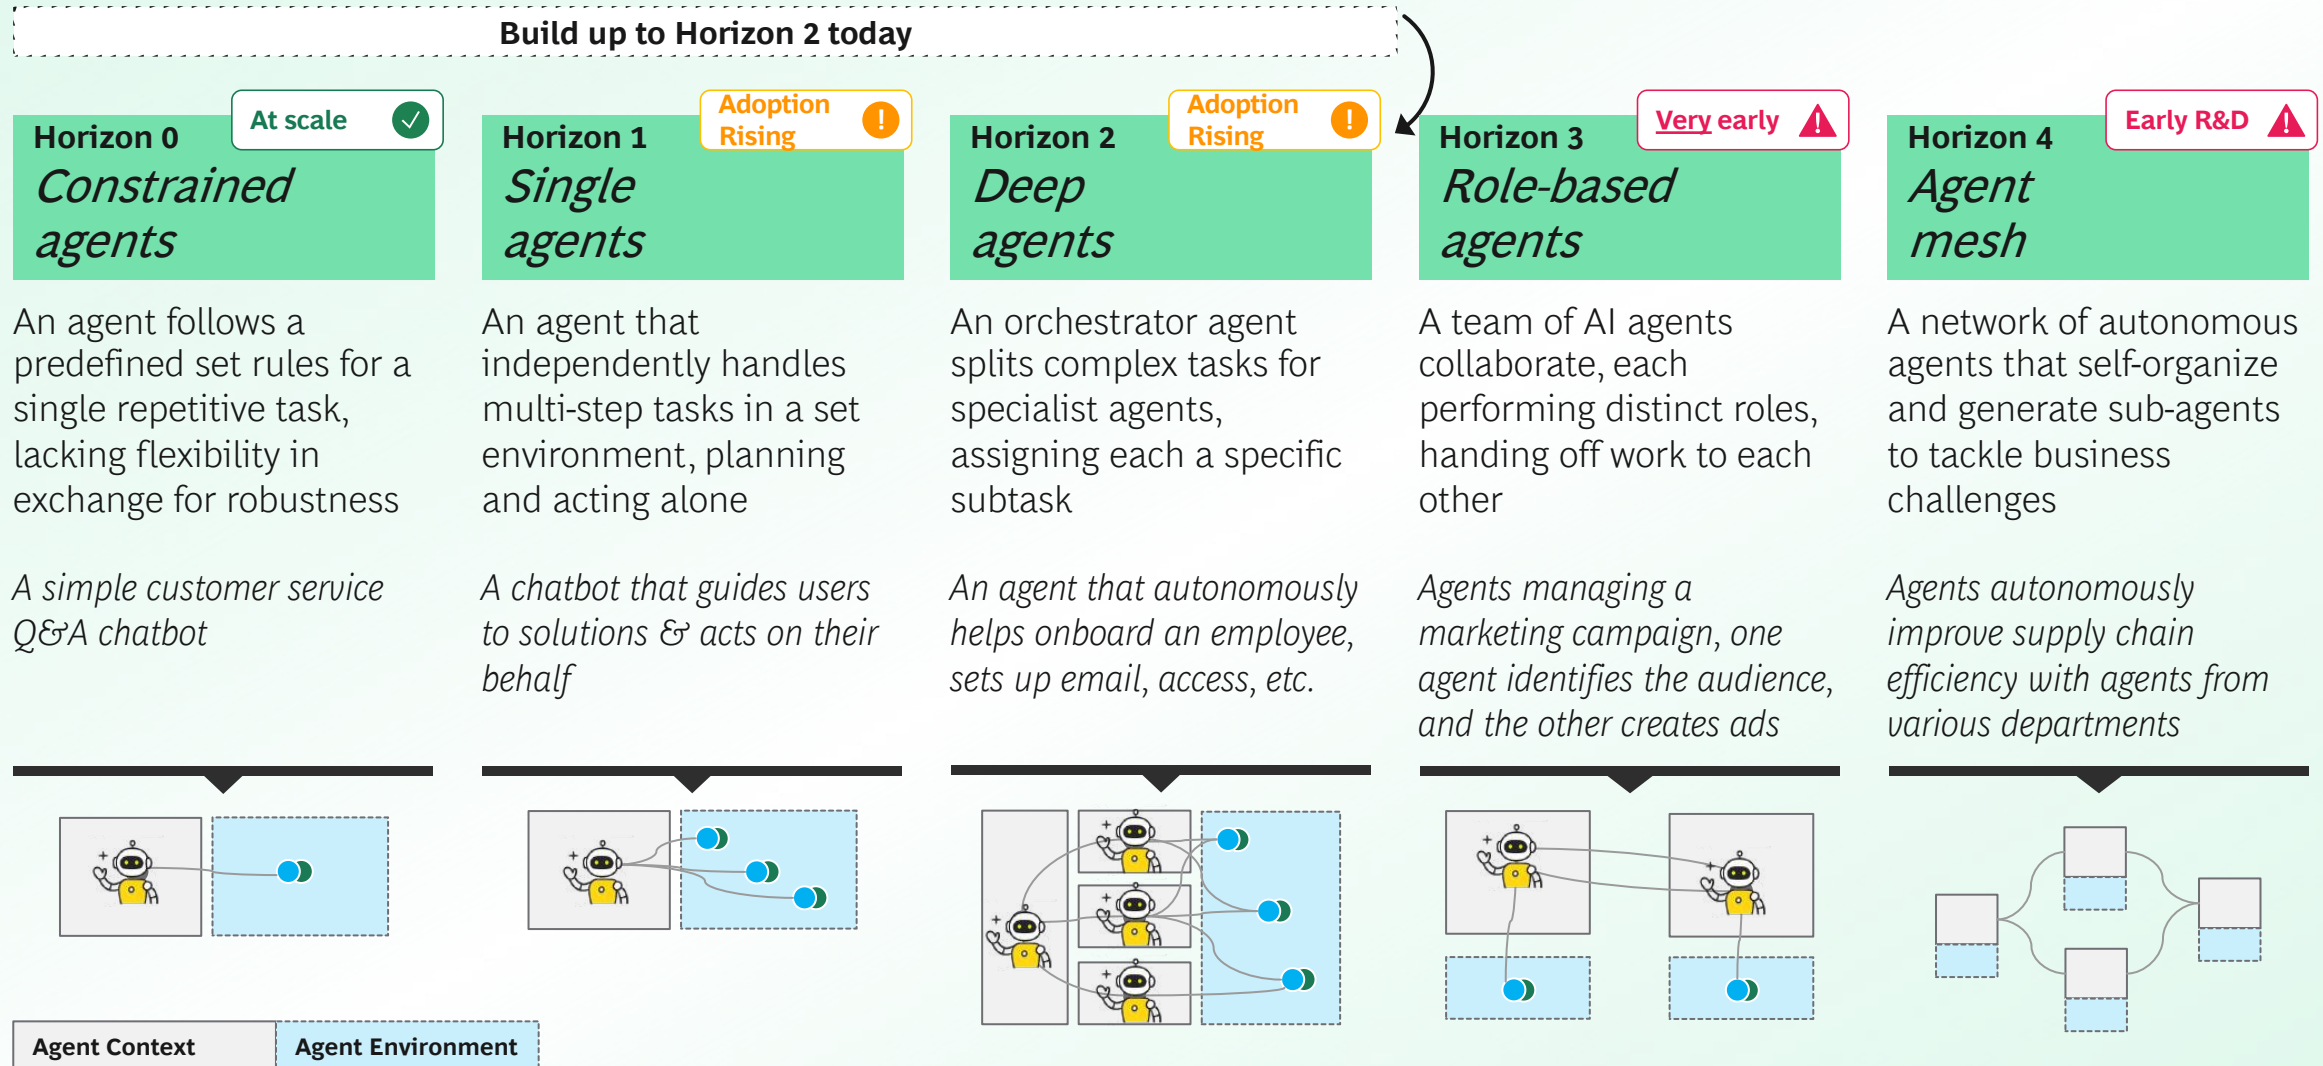 Build up to Horizon 2 today
Horizon 0
At scale
Constrained
agents
An agent follows a
predefined set rules for a
single repetitive task,
lacking flexibility in
exchange for robustness
A simple customer service
Q&A chatbot
Horizon 1
Adoption
Rising
Single
agents
An agent that
independently handles
multi-step tasks in a set
environment, planning
and acting alone
A chatbot that guides users
to solutions & acts on their
behalf
Horizon 2
Adoption
Rising
Deep
agents
An orchestrator agent
splits complex tasks for
specialist agents,
assigning each a specific
subtask
An agent that autonomously
helps onboard an employee,
sets up email, access, etc.
Horizon 3
Very early
Role-based
agents
A team of AI agents
collaborate, each
performing distinct roles,
handing off work to each
other
Agents managing a
marketing campaign, one
agent identifies the audience,
and the other creates ads
Horizon 4
Early R&D
Agent
mesh
A network of autonomous
agents that self-organize
and generate sub-agents
to tackle business
challenges
Agents autonomously
improve supply chain
efficiency with agents from
various departments
Agent Context
Agent Environment